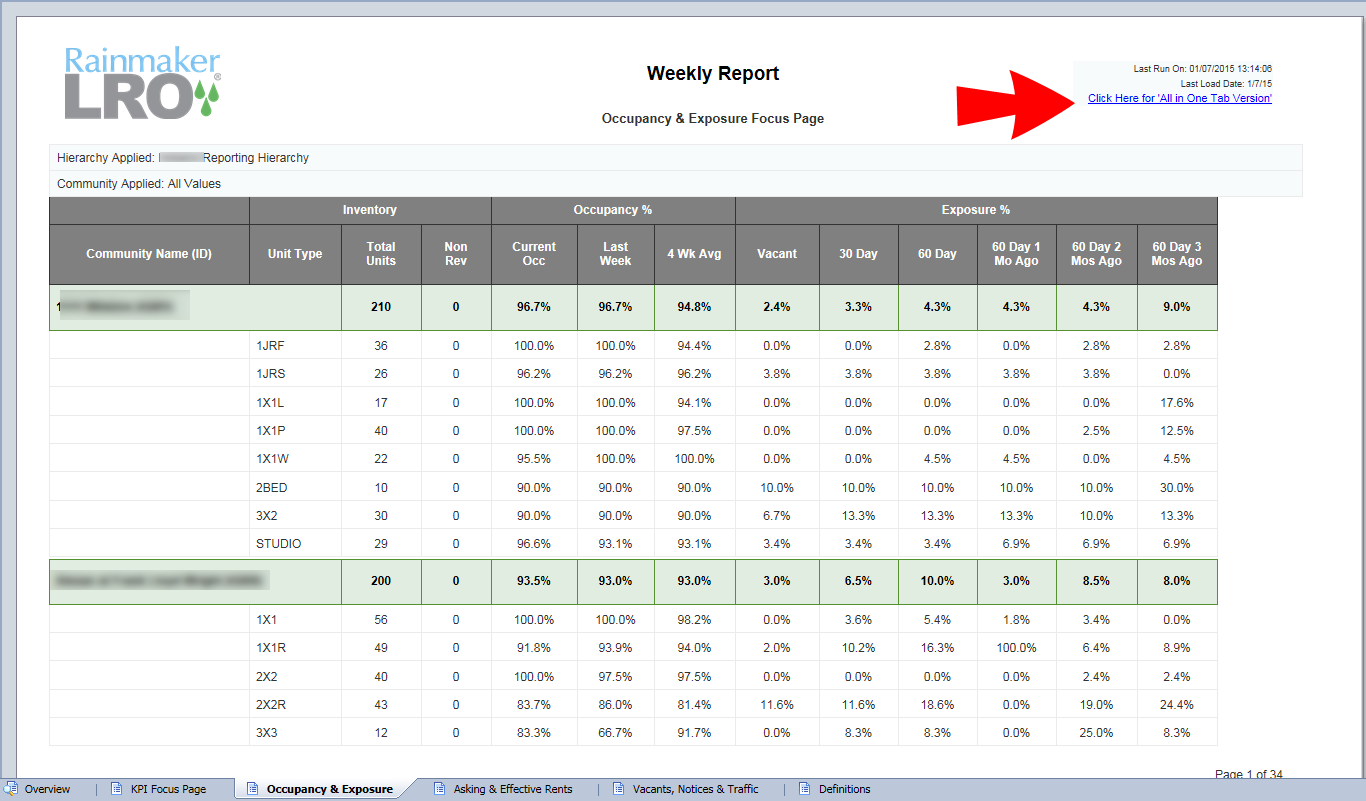 Rainmaker
LRO®
Weekly Report
Occupancy & Exposure Focus Page
Last Run On: 01/07/2015 13:14:06
Last Load Date: 1/7/15
Click Here for 'All in One Tab Version'
Hierarchy Applied: Reporting Hierarchy
Community Applied: All Values
Inventory Occupancy % Exposure %
Community Name (ID) Unit Type Total Units Non Rev Current Occ Last Week 4 Wk Avg Vacant 30 Day 60 Day 60 Day 1 Mo Ago 60 Day 2 Mos Ago 60 Day 3 Mos Ago
210 0 96.7% 96.7% 94.8% 2.4% 3.3% 4.3% 4.3% 4.3% 9.0%
1JRF 36 0 100.0% 100.0% 94.4% 0.0% 0.0% 2.8% 0.0% 2.8% 2.8%
1JRS 26 0 96.2% 96.2% 96.2% 3.8% 3.8% 3.8% 3.8% 3.8% 0.0%
1X1L 17 0 100.0% 100.0% 94.1% 0.0% 0.0% 0.0% 0.0% 0.0% 17.6%
1X1P 40 0 100.0% 100.0% 97.5% 0.0% 0.0% 0.0% 0.0% 2.5% 12.5%
1X1W 22 0 95.5% 100.0% 100.0% 0.0% 0.0% 4.5% 4.5% 0.0% 4.5%
2BED 10 0 90.0% 90.0% 90.0% 10.0% 10.0% 10.0% 10.0% 10.0% 30.0%
3X2 30 0 90.0% 90.0% 90.0% 6.7% 13.3% 13.3% 13.3% 10.0% 13.3%
STUDIO 29 0 96.6% 93.1% 93.1% 3.4% 3.4% 3.4% 6.9% 6.9% 6.9%
200 0 93.5% 93.0% 93.0% 3.0% 6.5% 10.0% 3.0% 8.5% 8.0%
1X1 56 0 100.0% 100.0% 98.2% 0.0% 3.6% 5.4% 1.8% 3.4% 0.0%
1X1R 49 0 91.8% 93.9% 94.0% 2.0% 10.2% 16.3% 100.0% 6.4% 8.9%
2X2 40 0 100.0% 97.5% 97.5% 0.0% 0.0% 0.0% 0.0% 2.4% 2.4%
2X2R 43 0 83.7% 86.0% 81.4% 11.6% 11.6% 18.6% 0.0% 19.0% 24.4%
3X3 12 0 83.3% 66.7% 91.7% 0.0% 8.3% 8.3% 0.0% 25.0% 8.3%
Page 1 of 34
Overview KPI Focus Page Occupancy & Exposure Asking & Effective Rents Vacants, Notices & Traffic Definitions